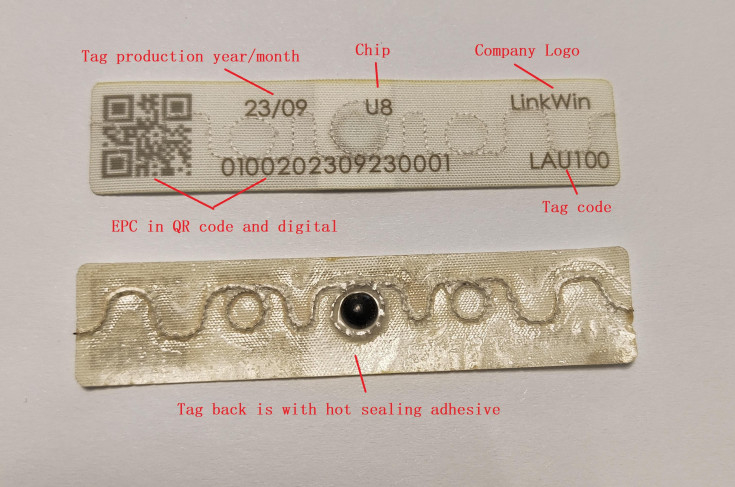 Tag production year/month
Chip
Company Logo
23/09
U8
LinkWin
0100202309230001
LAU100
EPC in QR code and digital
Tag code
Tag back is with hot sealing adhesive